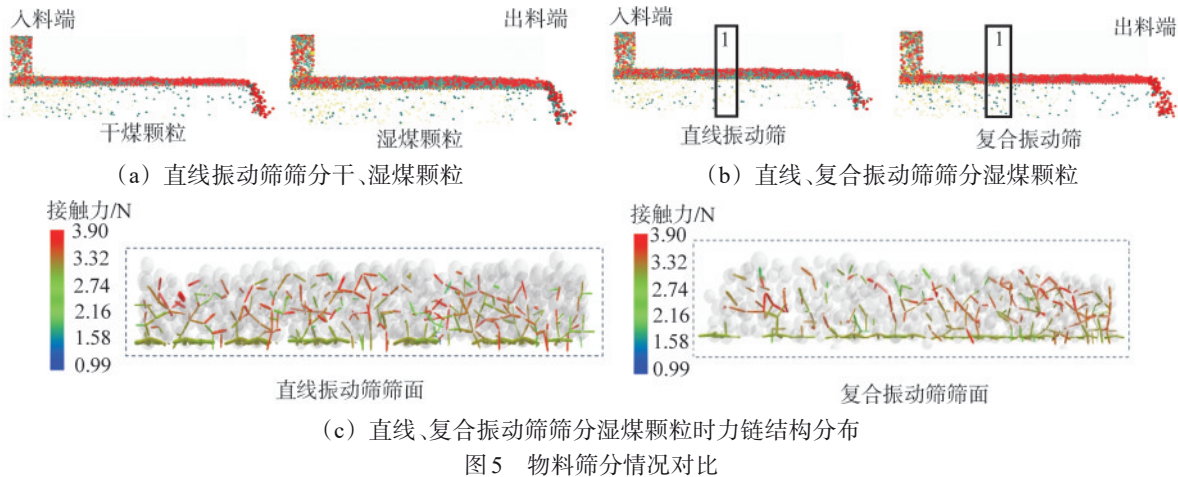 入料端
出料端
干煤颗粒
湿煤颗粒
(a) 直线振动筛筛分干、湿煤颗粒
入料端
出料端
1
1
直线振动筛
复合振动筛
(b) 直线、复合振动筛筛分湿煤颗粒
接触力/N
3.90
3.32
2.74
2.16
1.58
0.99
直线振动筛筛面
接触力/N
3.90
3.32
2.74
2.16
1.58
0.99
复合振动筛筛面
(c) 直线、复合振动筛筛分湿煤颗粒时力链结构分布
图5 物料筛分情况对比